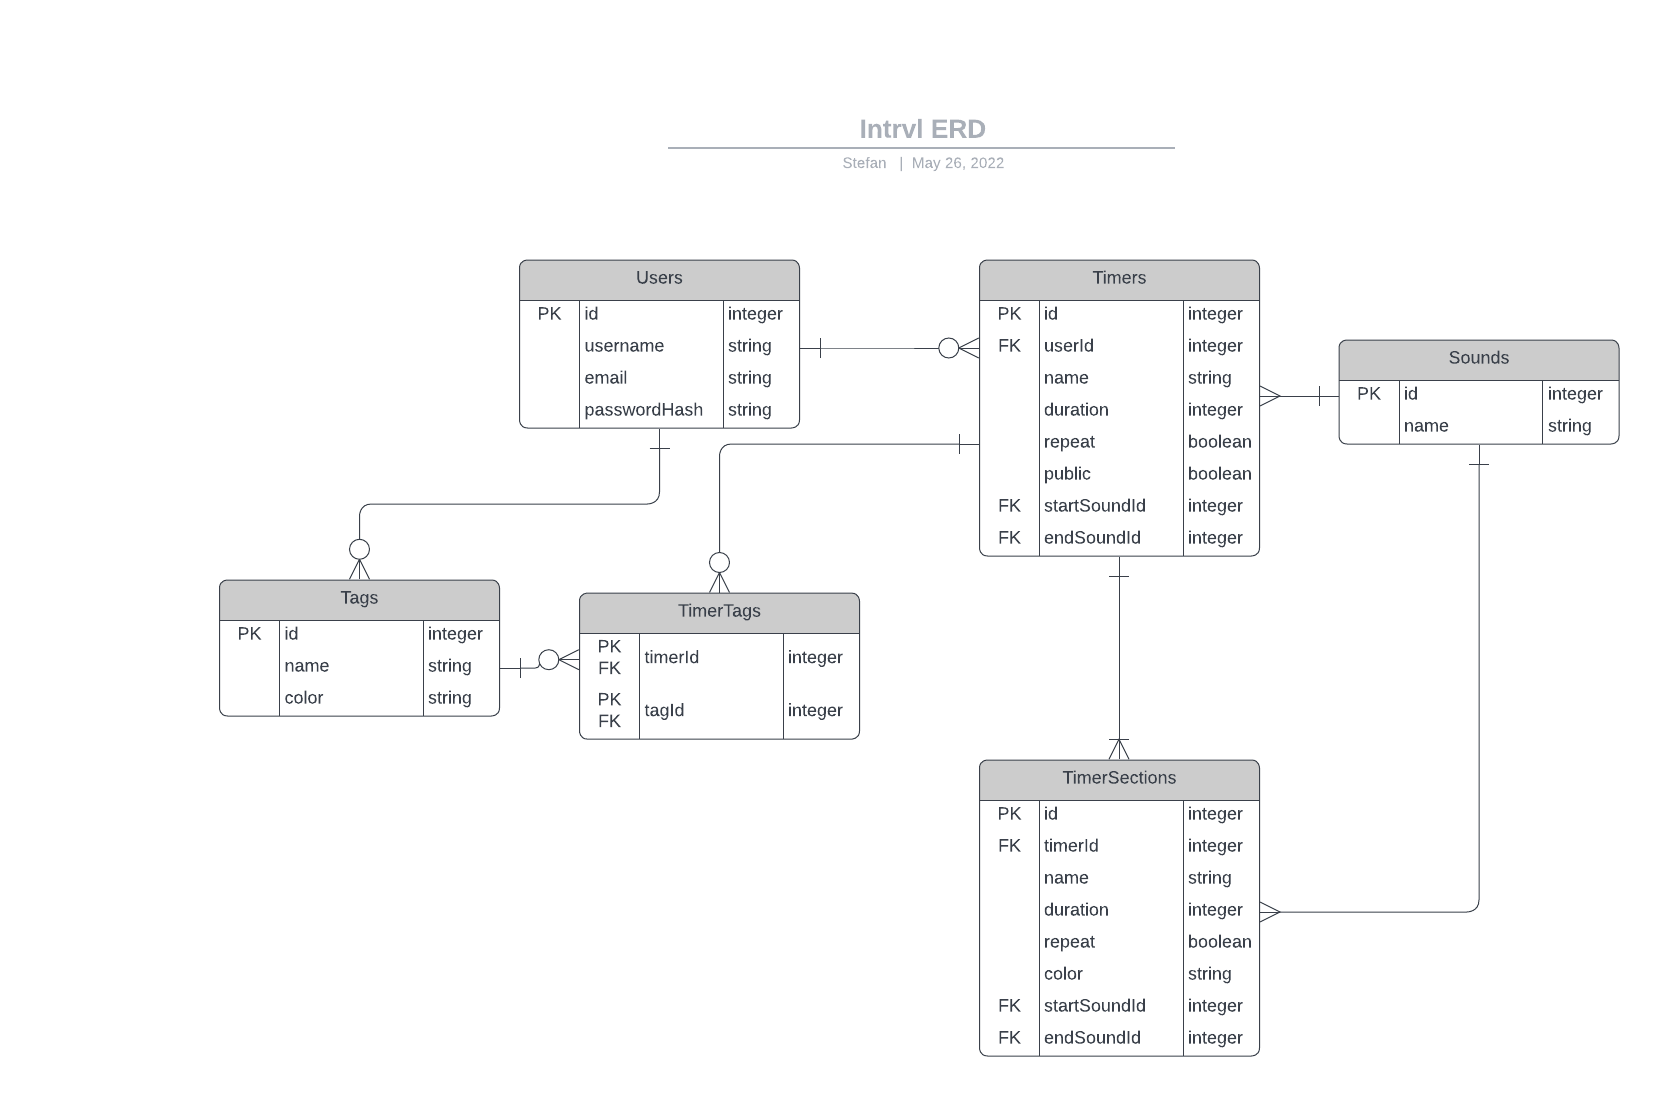 Intrvl ERD
Stefan | May 26, 2022
Users
PK id integer
username string
email string
passwordHash string
Timers
PK id integer
FK userId integer
name string
duration integer
repeat boolean
public boolean
FK startSoundId integer
FK endSoundId integer
Sounds
PK id integer
name string
Tags
PK id integer
name string
color string
TimerTags
PK
FK timerId integer
PK
FK tagId integer
TimerSections
PK id integer
FK timerId integer
name string
duration integer
repeat boolean
color string
FK startSoundId integer
FK endSoundId integer